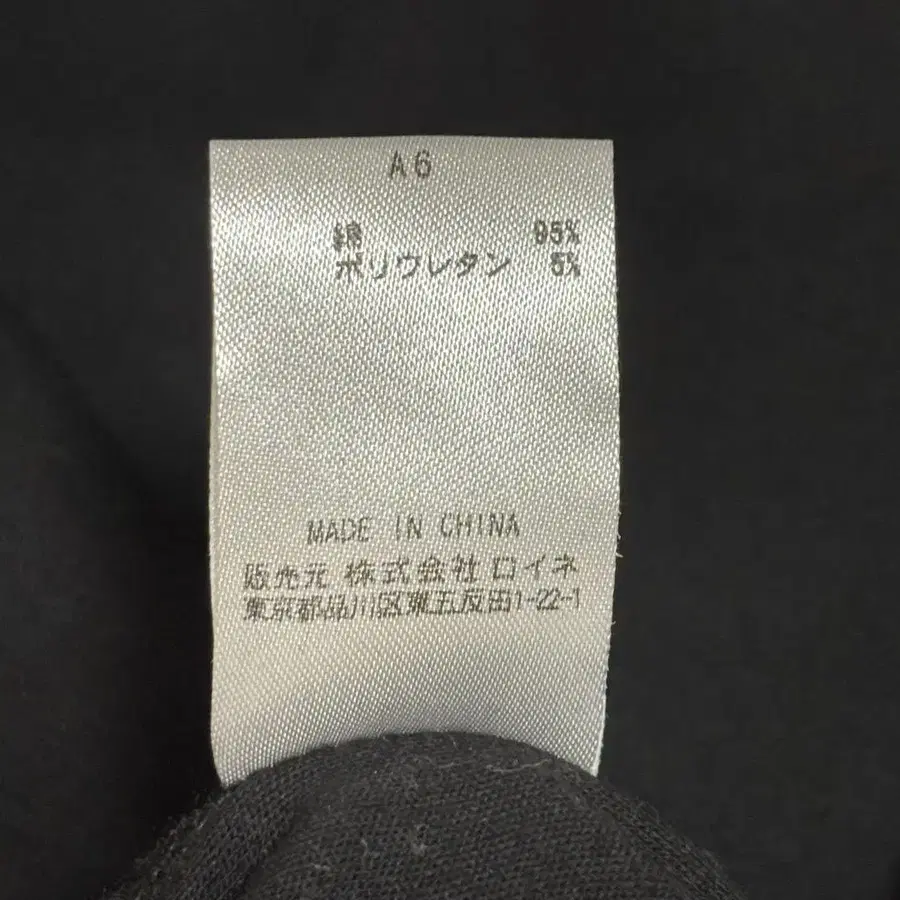 A6
綿 95%
ポリウレタン 5%
MADE IN CHINA
販売元 株式会社 ロイネ
東京都品川区東五反田1-22-1